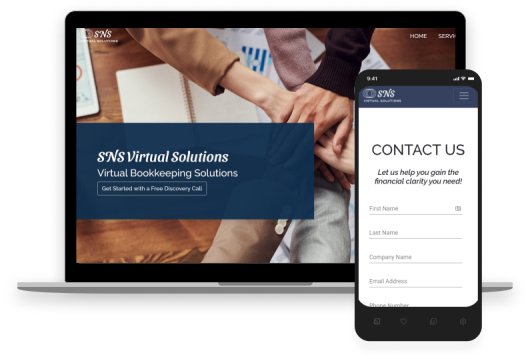 SNS
VIRTUAL SOLUTIONS
HOME SERVI
SNS Virtual Solutions
Virtual Bookkeeping Solutions
Get Started with a Free Discovery Call
9:41
SNS
VIRTUAL SOLUTIONS
CONTACT US
Let us help you gain the
financial clarity you need!
First Name
Last Name
Company Name
Email Address
Phone Number